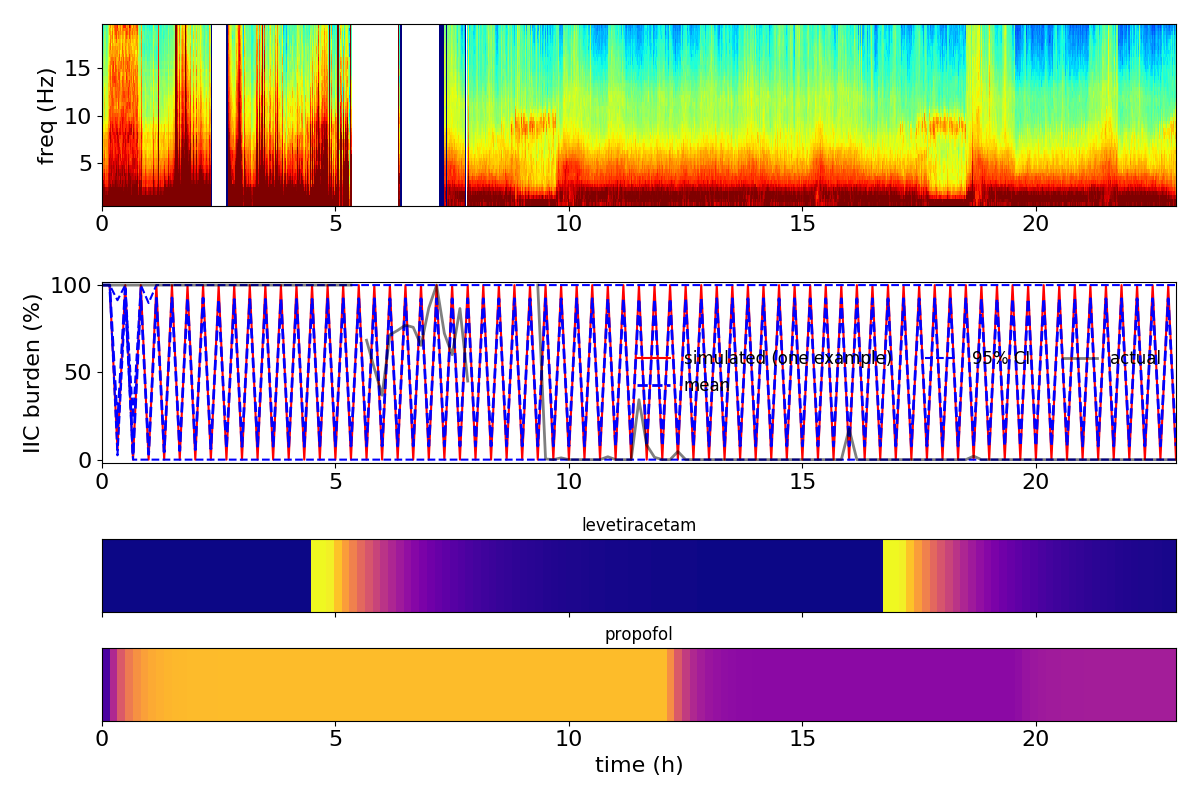 freq (Hz)
15
10
5
0 5 10 15 20
IIC burden (%)
100
50
0
simulated (one example) 95% CI actual
mean
0 5 10 15 20
levetiracetam
propofol
0 5 10 15 20
time (h)